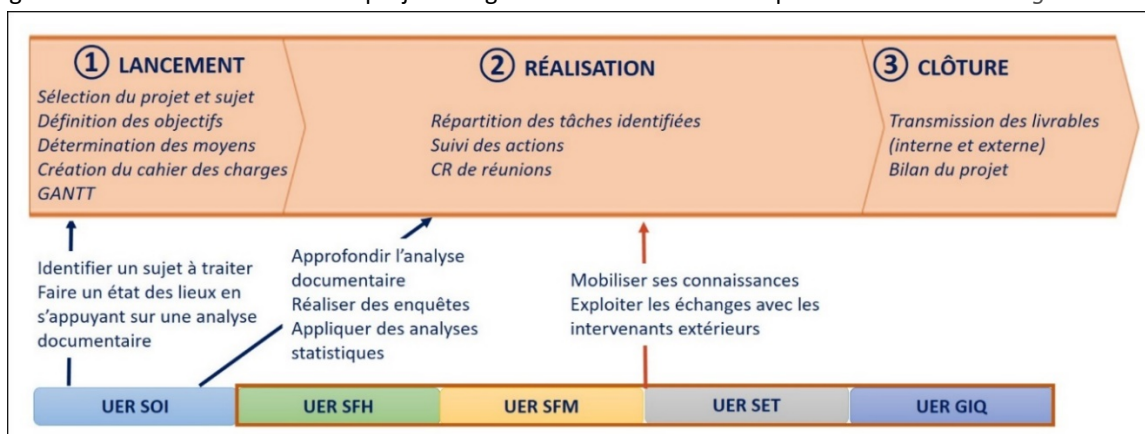 ① LANCEMENT
Sélection du projet et sujet
Définition des objectifs
Détermination des moyens
Création du cahier des charges
GANTT
② RÉALISATION
Répartition des tâches identifiées
Suivi des actions
CR de réunions
③ CLÔTURE
Transmission des livrables
(interne et externe)
Bilan du projet
Identifier un sujet à traiter
Faire un état des lieux en
s'appuyant sur une analyse
documentaire
Approfondir l'analyse
documentaire
Réaliser des enquêtes
Appliquer des analyses
statistiques
Mobiliser ses connaissances
Exploiter les échanges avec les
intervenants extérieurs
UER SOI
UER SFH
UER SFM
UER SET
UER GIQ